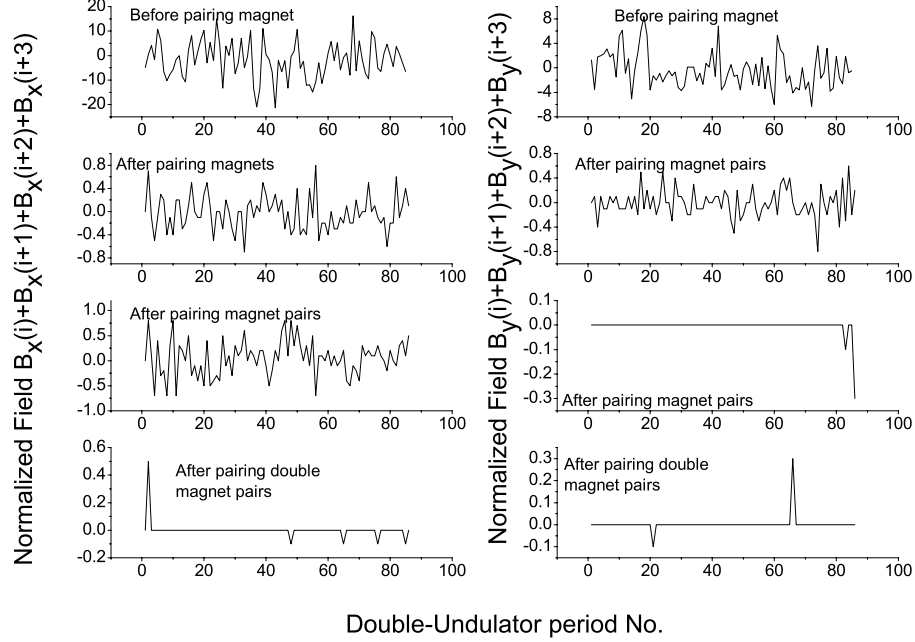 Normalized Field Bx(i)+Bx(i+1)+Bx(i+2)+Bx(i+3)
20
10
0
-10
-20
Before pairing magnet
0 20 40 60 80 100
0.8
0.4
0.0
-0.4
-0.8
After pairing magnets
0 20 40 60 80 100
1.0
0.5
0.0
-0.5
-1.0
After pairing magnet pairs
0 20 40 60 80 100
0.6
0.4
0.2
0.0
-0.2
After pairing double
magnet pairs
0 20 40 60 80 100
Normalized Field By(i)+By(i+1)+By(i+2)+By(i+3)
8
4
0
-4
-8
Before pairing magnet
0 20 40 60 80 100
0.8
0.4
0.0
-0.4
-0.8
After pairing magnet pairs
0 20 40 60 80 100
0.1
0.0
-0.1
-0.2
-0.3
After pairing magnet pairs
0 20 40 60 80 100
0.3
0.2
0.1
0.0
-0.1
After pairing double
magnet pairs
0 20 40 60 80 100
Double-Undulator period No.